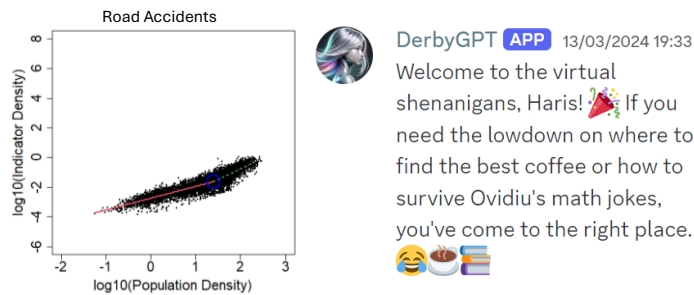 Road Accidents
log10(Indicator Density)
8
6
4
2
0
-2
-4
-6
-2 -1 0 1 2 3
log10(Population Density)
DerbyGPT APP 13/03/2024 19:33
Welcome to the virtual
shenanigans, Haris! 🎉 If you
need the lowdown on where to
find the best coffee or how to
survive Ovidiu's math jokes,
you've come to the right place.
😂☕📚